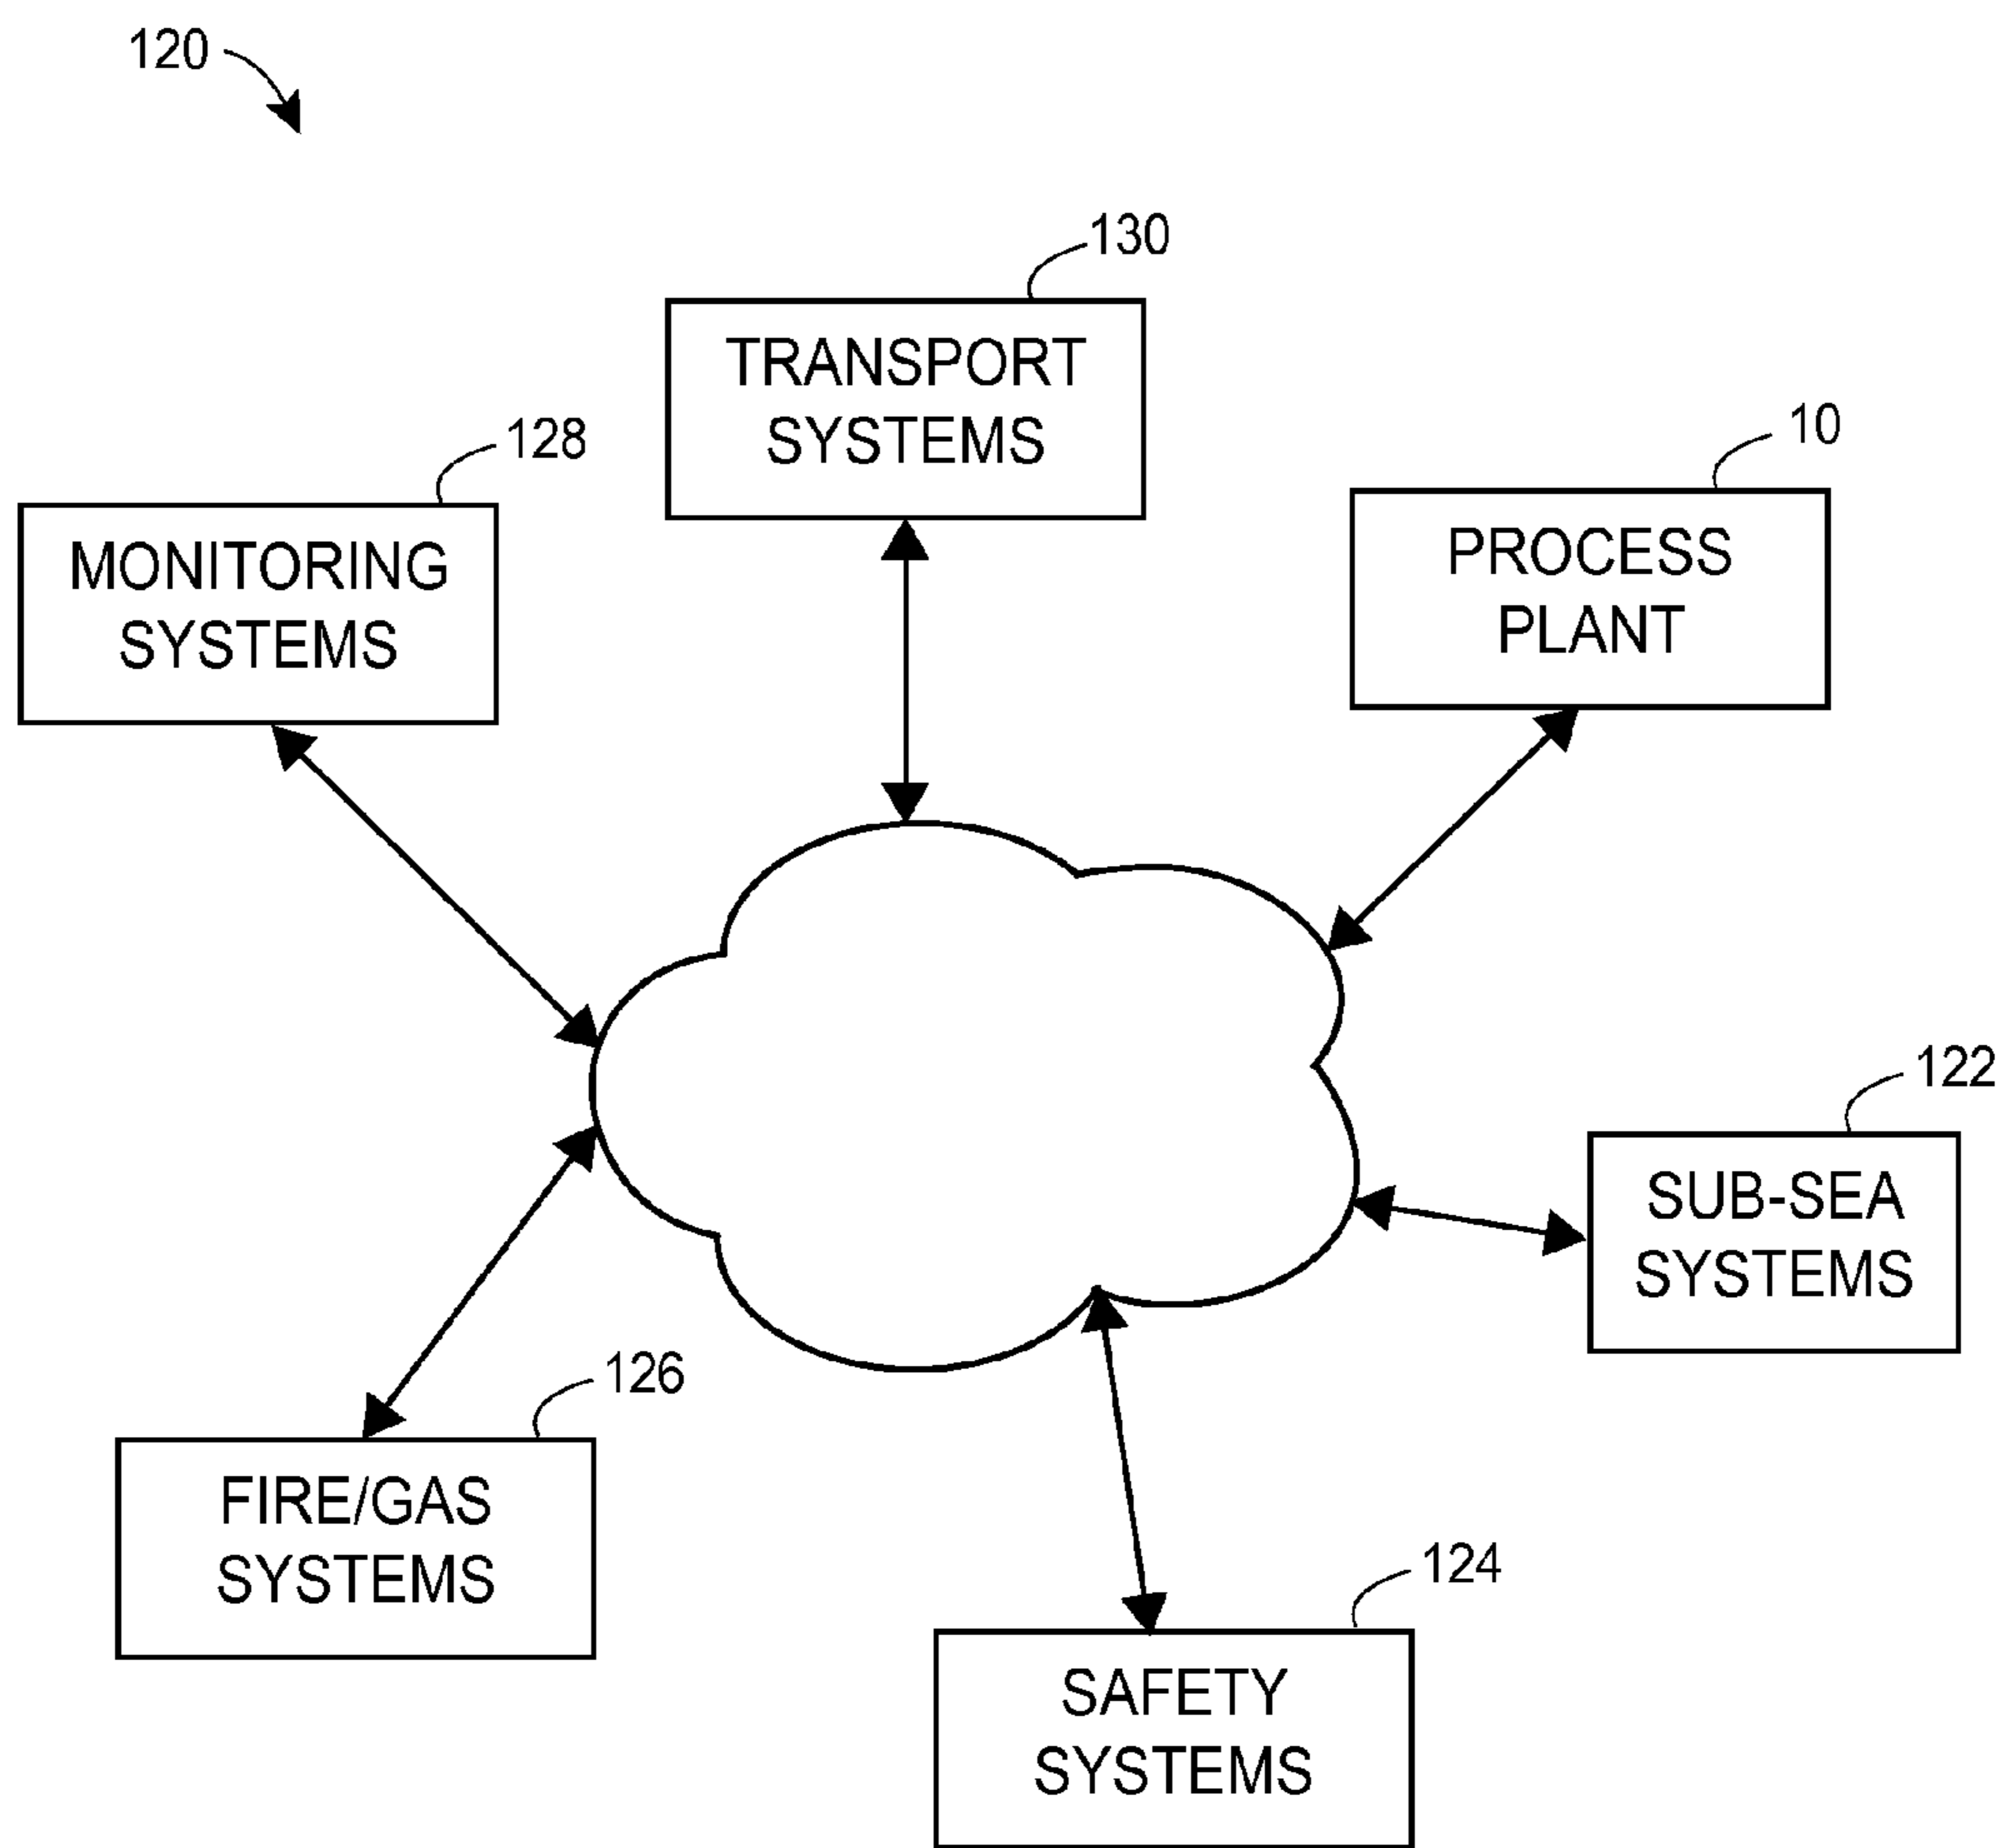 120
130
TRANSPORT
SYSTEMS
128
MONITORING
SYSTEMS
10
PROCESS
PLANT
122
SUB-SEA
SYSTEMS
126
FIRE/GAS
SYSTEMS
124
SAFETY
SYSTEMS